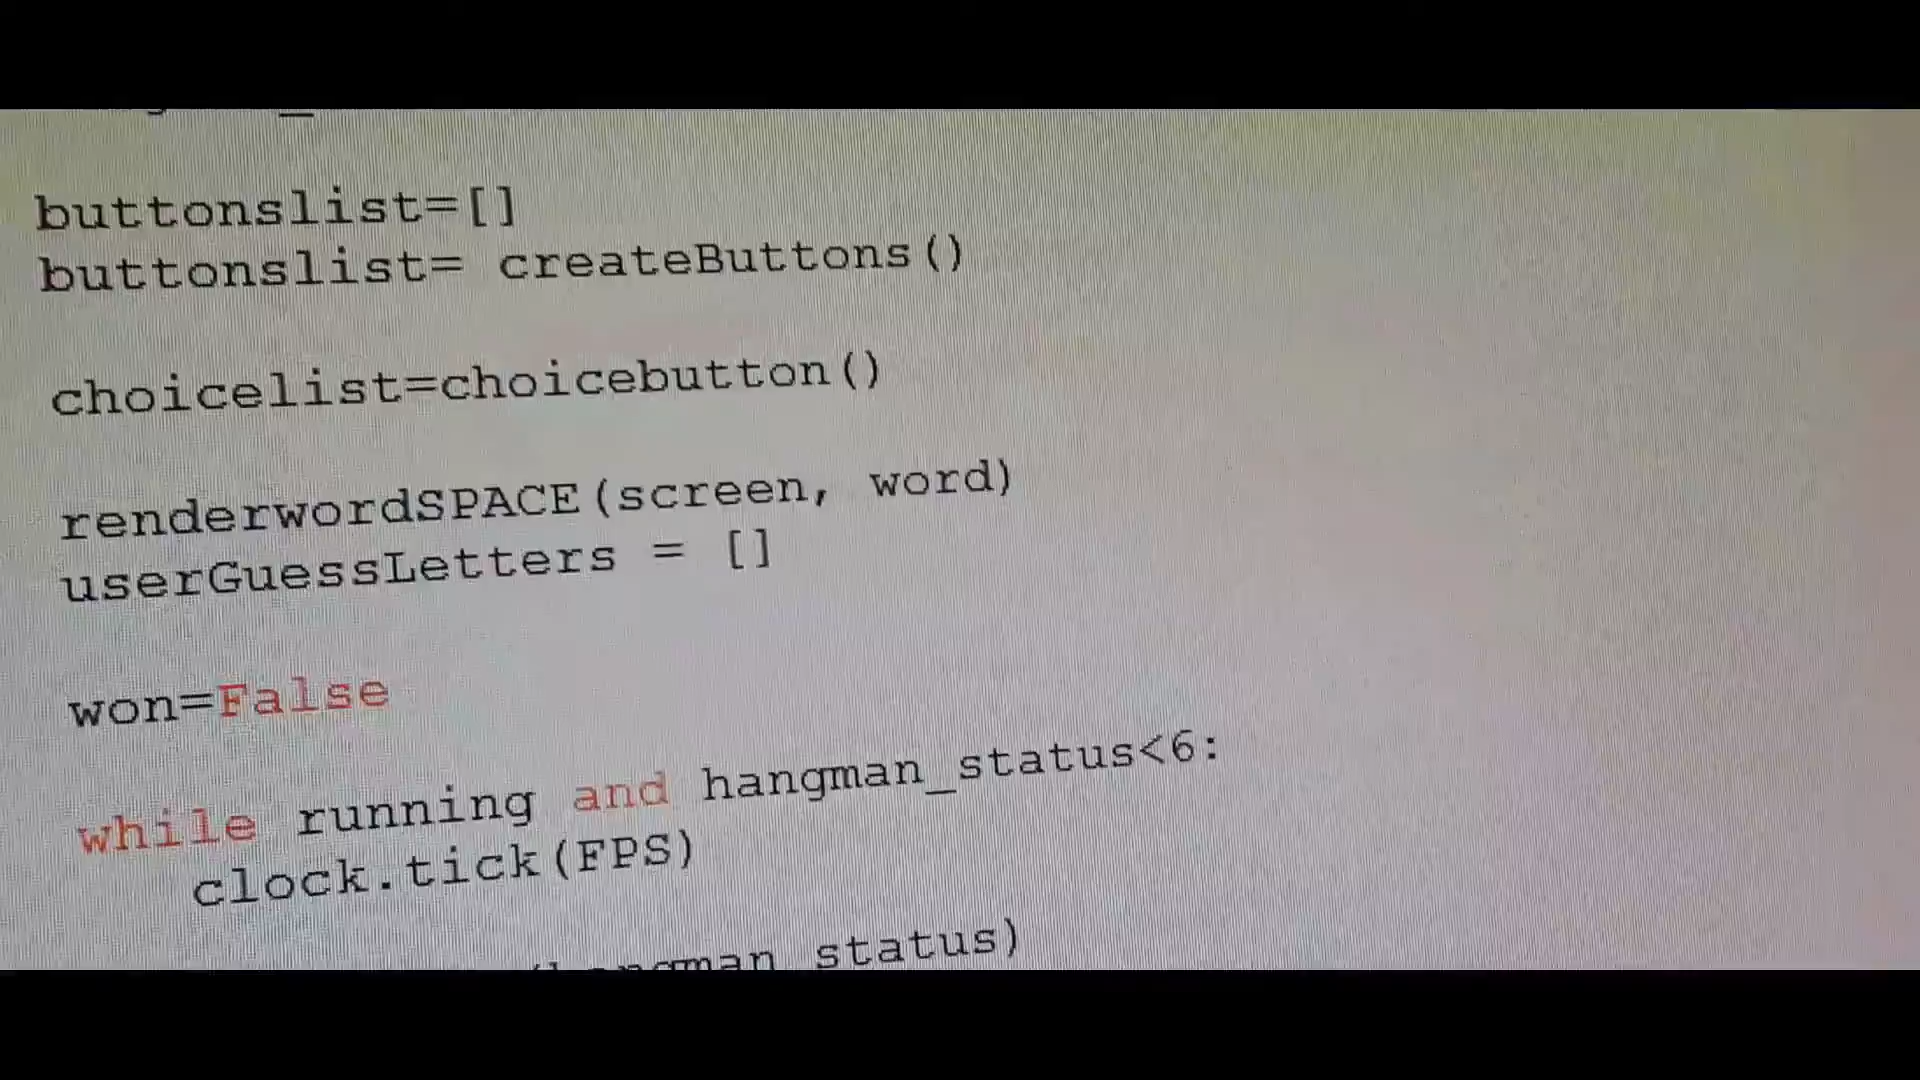 buttonslist=[]
buttonslist= createButtons()
choicelist=choicebutton()
renderwordSPACE(screen, word)
userGuessLetters = []
won=False
while running and hangman_status<6:
clock.tick(FPS)
status)